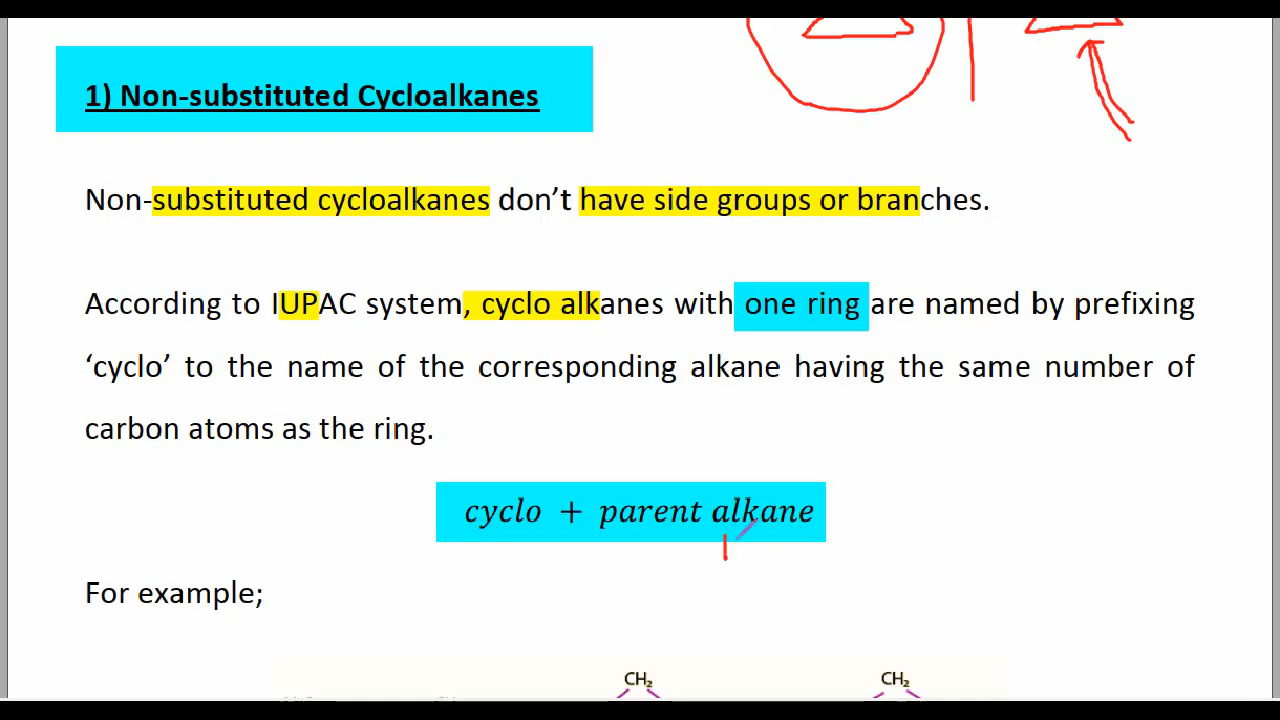 1) Non-substituted Cycloalkanes
Non-substituted cycloalkanes don’t have side groups or branches.
According to IUPAC system, cyclo alkanes with one ring are named by prefixing
‘cyclo’ to the name of the corresponding alkane having the same number of
carbon atoms as the ring.
cyclo + parent alkane
For example;
CH₂ CH₂